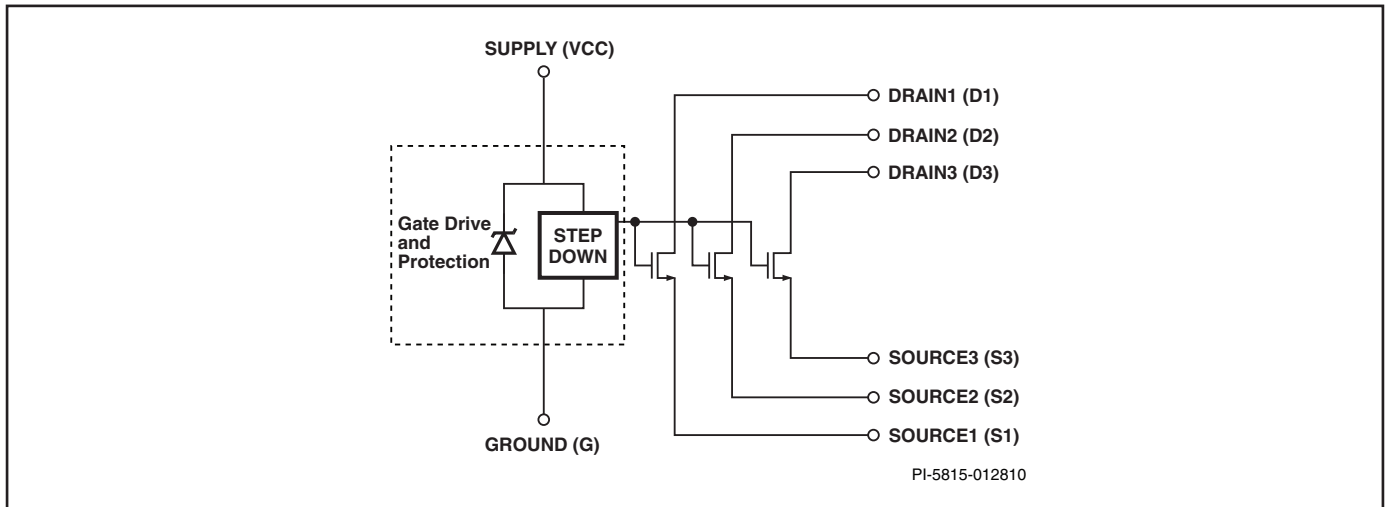 SUPPLY (VCC)
DRAIN1 (D1)
DRAIN2 (D2)
DRAIN3 (D3)
Gate Drive
and
Protection
STEP
DOWN
SOURCE3 (S3)
SOURCE2 (S2)
SOURCE1 (S1)
GROUND (G)
PI-5815-012810